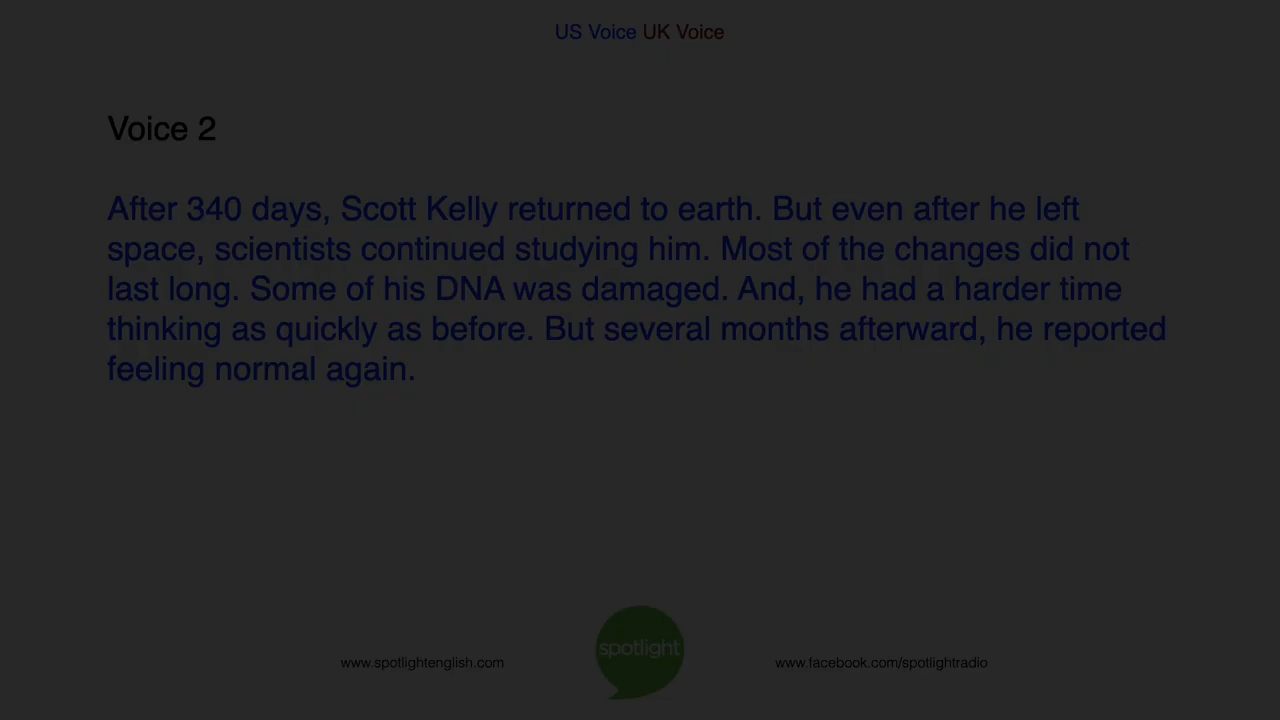 US Voice UK Voice
Voice 2
After 340 days, Scott Kelly returned to earth. But even after he left
space, scientists continued studying him. Most of the changes did not
last long. Some of his DNA was damaged. And, he had a harder time
thinking as quickly as before. But several months afterward, he reported
feeling normal again.
spotlight
www.spotlightenglish.com
www.facebook.com/spotlightradio